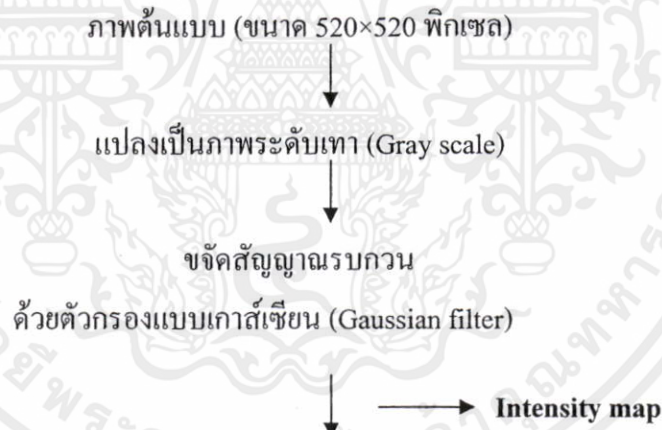 ภาพต้นแบบ (ขนาด 520×520 พิกเซล)
แปลงเป็นภาพระดับเทา (Gray scale)
ขจัดสัญญาณรบกวน
ด้วยตัวกรองแบบเกาส์เซียน (Gaussian filter)
Intensity map